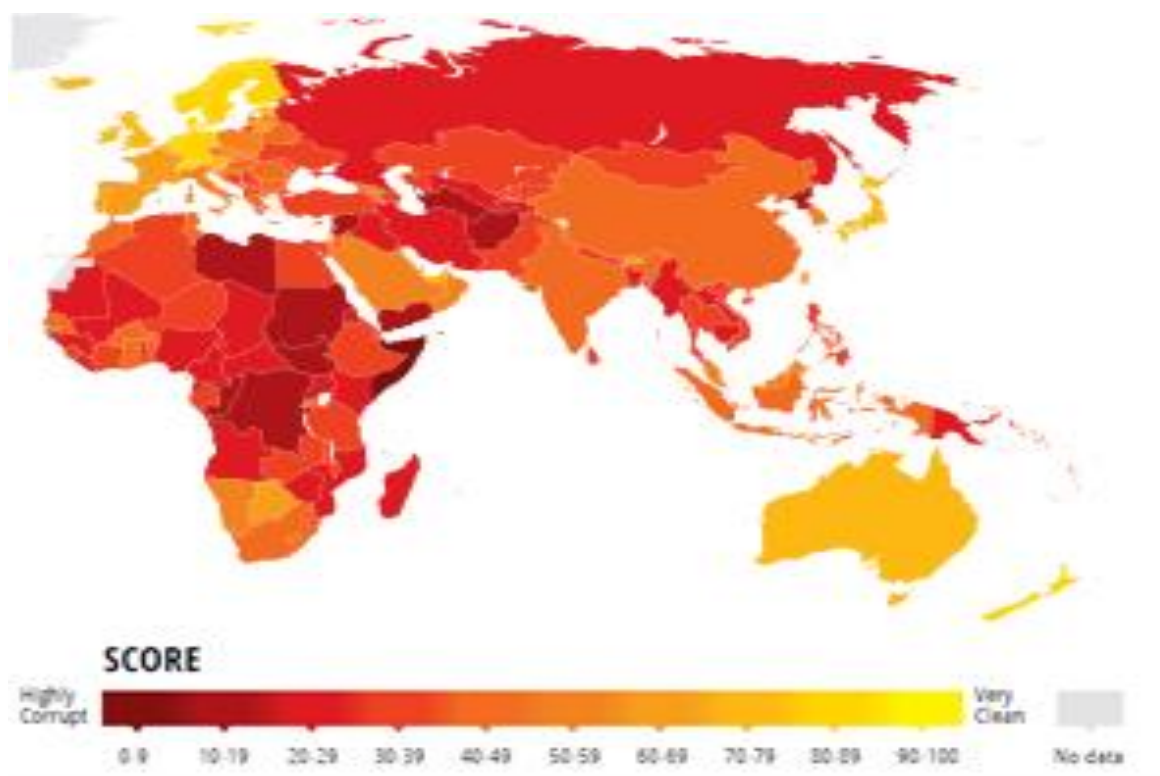 SCORE
Highly
Corrupt
Very
Clean
0-9 10-19 20-29 30-39 40-49 50-59 60-69 70-79 80-89 90-100 No data